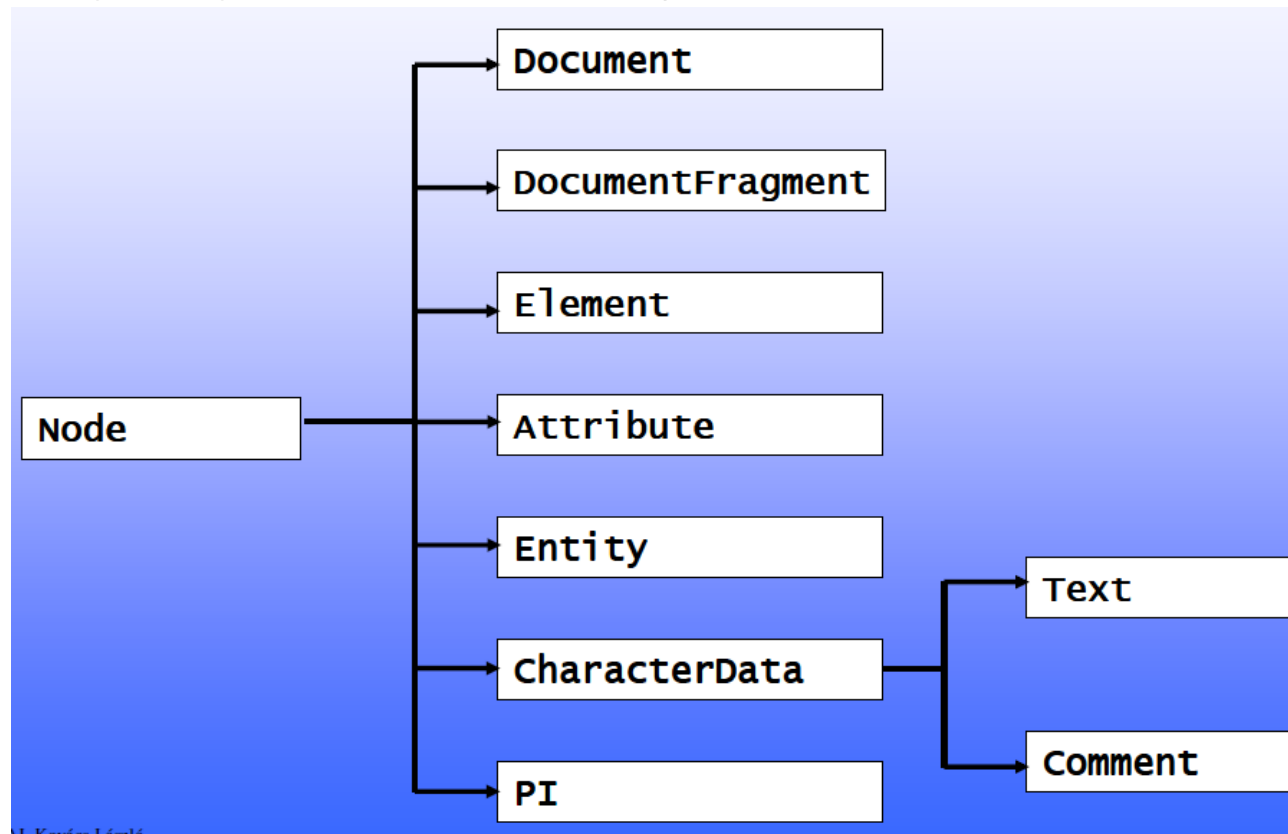 Document
DocumentFragment
Element
Node
Attribute
Entity
Text
CharacterData
Comment
PI